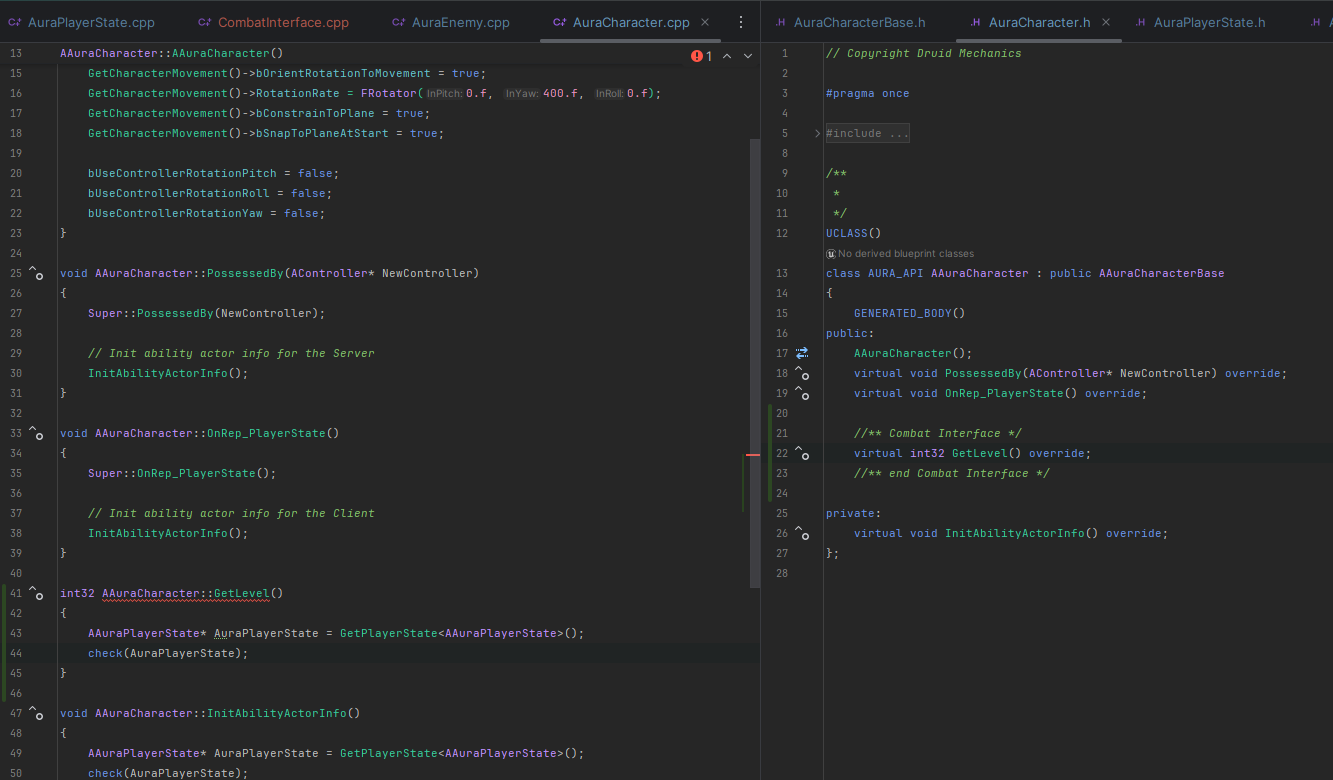 AuraPlayerState.cpp CombatInterface.cpp AuraEnemy.cpp AuraCharacter.cpp
13 AAuraCharacter::AAuraCharacter() 1
15 GetCharacterMovement()->bOrientRotationToMovement = true;
16 GetCharacterMovement()->RotationRate = FRotator( InPitch: 0.f, InYaw: 400.f, InRoll: 0.f);
17 GetCharacterMovement()->bConstrainToPlane = true;
18 GetCharacterMovement()->bSnapToPlaneAtStart = true;
19
20 bUseControllerRotationPitch = false;
21 bUseControllerRotationRoll = false;
22 bUseControllerRotationYaw = false;
23 }
24
25 void AAuraCharacter::PossessedBy(AController* NewController)
26 {
27 Super::PossessedBy(NewController);
28
29 // Init ability actor info for the Server
30 InitAbilityActorInfo();
31 }
32
33 void AAuraCharacter::OnRep_PlayerState()
34 {
35 Super::OnRep_PlayerState();
36
37 // Init ability actor info for the Client
38 InitAbilityActorInfo();
39 }
40
41 int32 AAuraCharacter::GetLevel()
42 {
43 AAuraPlayerState* AuraPlayerState = GetPlayerState<AAuraPlayerState>();
44 check(AuraPlayerState);
45 }
46
47 void AAuraCharacter::InitAbilityActorInfo()
48 {
49 AAuraPlayerState* AuraPlayerState = GetPlayerState<AAuraPlayerState>();
50 check(AuraPlayerState);
.H AuraCharacterBase.h .H AuraCharacter.h .H AuraPlayerState.h .H
1 // Copyright Druid Mechanics
2
3 #pragma once
4
5 #include ...
8
9 /**
10 *
11 */
12 UCLASS()
No derived blueprint classes
13 class AURA_API AAuraCharacter : public AAuraCharacterBase
14 {
15 GENERATED_BODY()
16 public:
17 AAuraCharacter();
18 virtual void PossessedBy(AController* NewController) override;
19 virtual void OnRep_PlayerState() override;
20
21 //** Combat Interface */
22 virtual int32 GetLevel() override;
23 //** end Combat Interface */
24
25 private:
26 virtual void InitAbilityActorInfo() override;
27 };
28